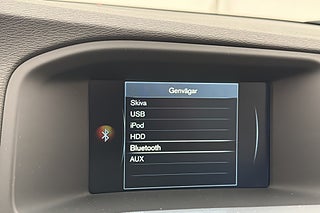 Genvägar
Skiva
USB
iPod
HDD
Bluetooth
AUX